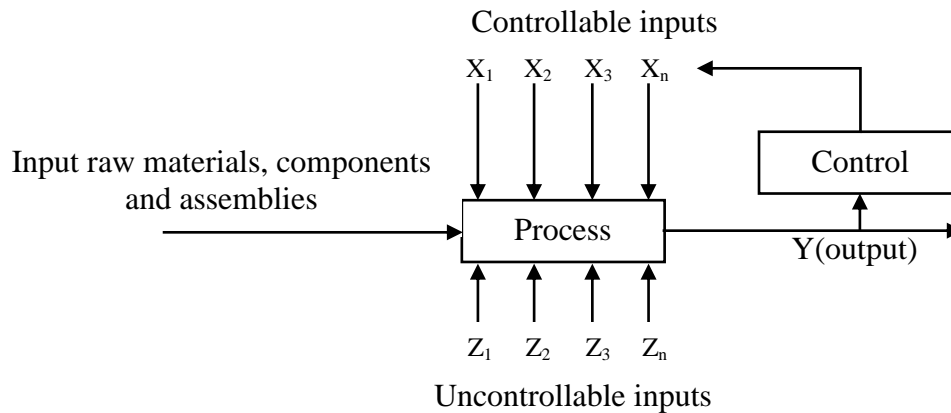 Controllable inputs
X₁ X₂ X₃ Xₙ
Control
Input raw materials, components
and assemblies
Process
Y(output)
Z₁ Z₂ Z₃ Zₙ
Uncontrollable inputs